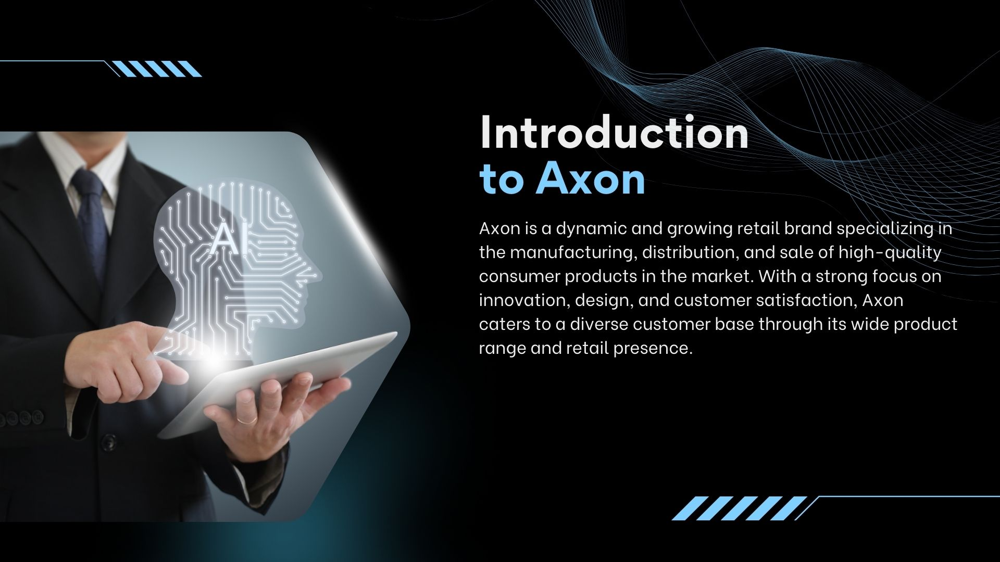 Introduction
to Axon
Axon is a dynamic and growing retail brand specializing in
the manufacturing, distribution, and sale of high-quality
consumer products in the market. With a strong focus on
innovation, design, and customer satisfaction, Axon
caters to a diverse customer base through its wide product
range and retail presence.
AI